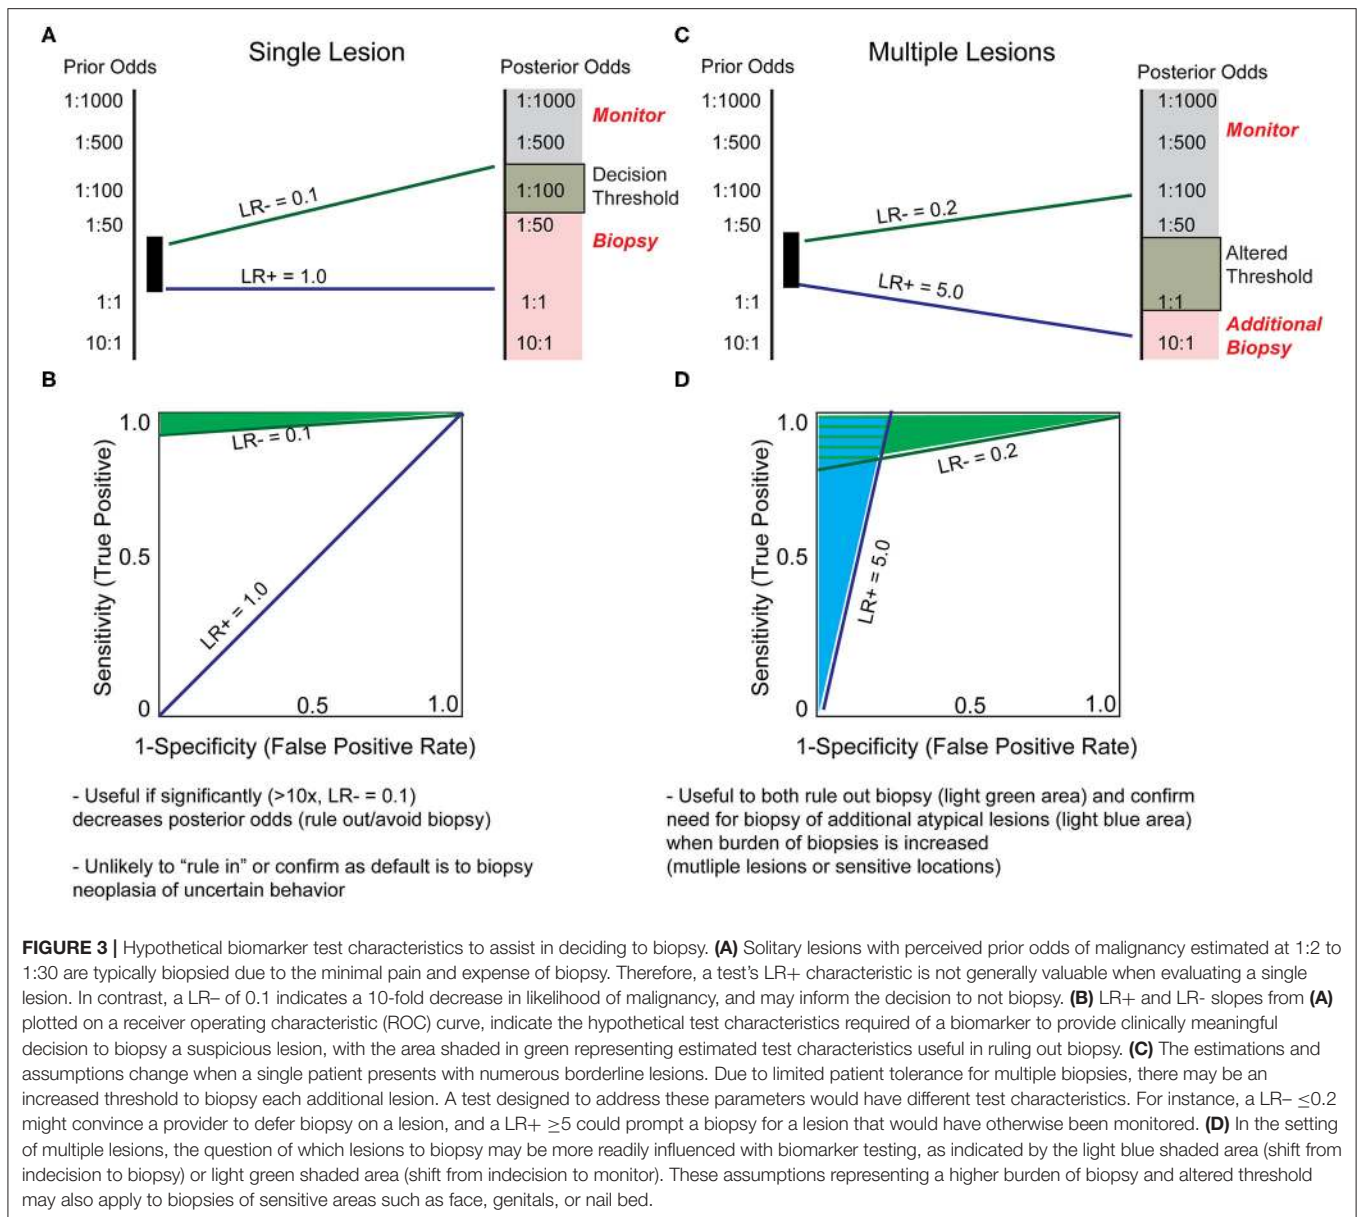 A
Single Lesion
Prior Odds
Posterior Odds
1:1000
1:500
1:100
1:50
1:1
10:1
LR- = 0.1
LR+ = 1.0
1:1000
1:500
1:100
1:50
1:1
10:1
Monitor
Decision
Threshold
Biopsy
C
Multiple Lesions
Prior Odds
Posterior Odds
1:1000
1:500
1:100
1:50
1:1
10:1
LR- = 0.2
LR+ = 5.0
1:1000
1:500
1:100
1:50
1:1
10:1
Monitor
Altered
Threshold
Additional
Biopsy
B
Sensitivity (True Positive)
1.0
0.5
0
LR- = 0.1
LR+ = 1.0
0.5
1.0
1-Specificity (False Positive Rate)
- Useful if significantly (>10x, LR- = 0.1)
decreases posterior odds (rule out/avoid biopsy)
- Unlikely to “rule in” or confirm as default is to biopsy
neoplasia of uncertain behavior
D
Sensitivity (True Positive)
1.0
0.5
0
LR- = 0.2
LR+ = 5.0
0.5
1.0
1-Specificity (False Positive Rate)
- Useful to both rule out biopsy (light green area) and confirm
need for biopsy of additional atypical lesions (light blue area)
when burden of biopsies is increased
(mutliple lesions or sensitive locations)
FIGURE 3 | Hypothetical biomarker test characteristics to assist in deciding to biopsy. (A) Solitary lesions with perceived prior odds of malignancy estimated at 1:2 to
1:30 are typically biopsied due to the minimal pain and expense of biopsy. Therefore, a test’s LR+ characteristic is not generally valuable when evaluating a single
lesion. In contrast, a LR– of 0.1 indicates a 10-fold decrease in likelihood of malignancy, and may inform the decision to not biopsy. (B) LR+ and LR- slopes from (A)
plotted on a receiver operating characteristic (ROC) curve, indicate the hypothetical test characteristics required of a biomarker to provide clinically meaningful
decision to biopsy a suspicious lesion, with the area shaded in green representing estimated test characteristics useful in ruling out biopsy. (C) The estimations and
assumptions change when a single patient presents with numerous borderline lesions. Due to limited patient tolerance for multiple biopsies, there may be an
increased threshold to biopsy each additional lesion. A test designed to address these parameters would have different test characteristics. For instance, a LR– ≤0.2
might convince a provider to defer biopsy on a lesion, and a LR+ ≥5 could prompt a biopsy for a lesion that would have otherwise been monitored. (D) In the setting
of multiple lesions, the question of which lesions to biopsy may be more readily influenced with biomarker testing, as indicated by the light blue shaded area (shift from
indecision to biopsy) or light green shaded area (shift from indecision to monitor). These assumptions representing a higher burden of biopsy and altered threshold
may also apply to biopsies of sensitive areas such as face, genitals, or nail bed.